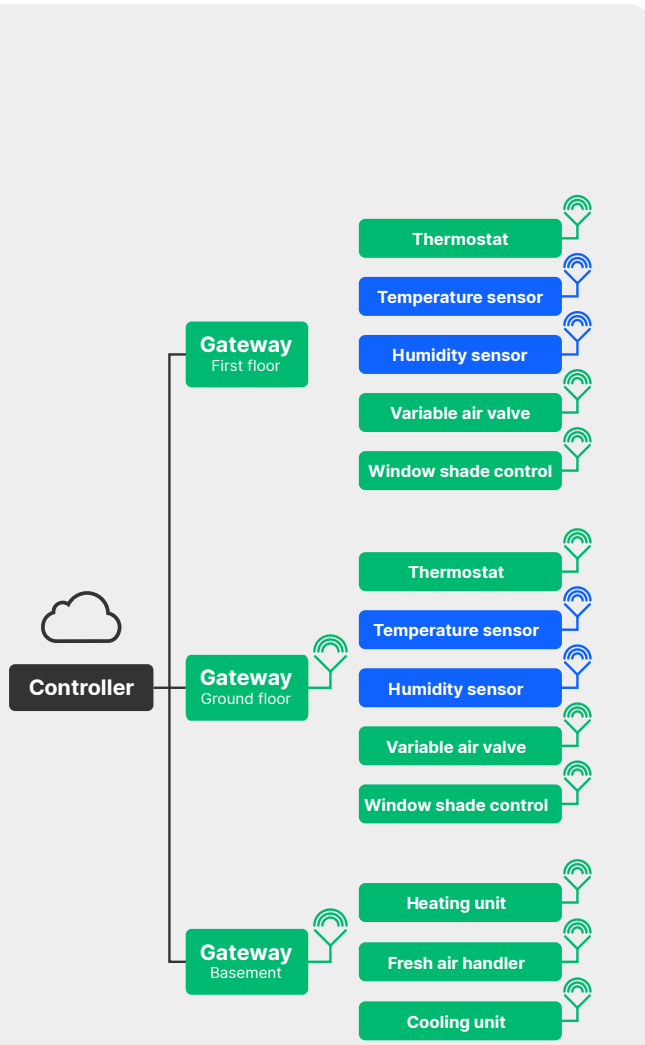 Thermostat
Temperature sensor
Humidity sensor
Variable air valve
Window shade control
Gateway
First floor
Thermostat
Temperature sensor
Humidity sensor
Variable air valve
Window shade control
Controller
Gateway
Ground floor
Heating unit
Fresh air handler
Cooling unit
Gateway
Basement